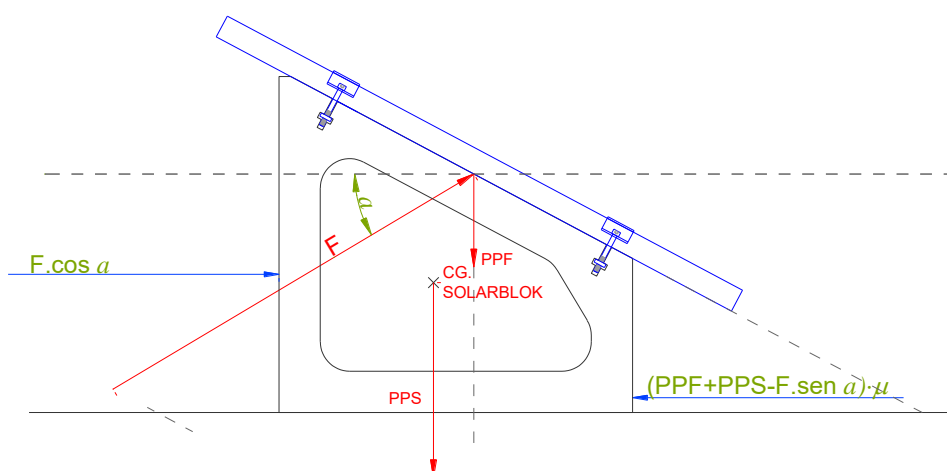 a
F
PPF
F.cos a
CG.
SOLARBLOK
(PPF+PPS-F.sen a)·μ
PPS